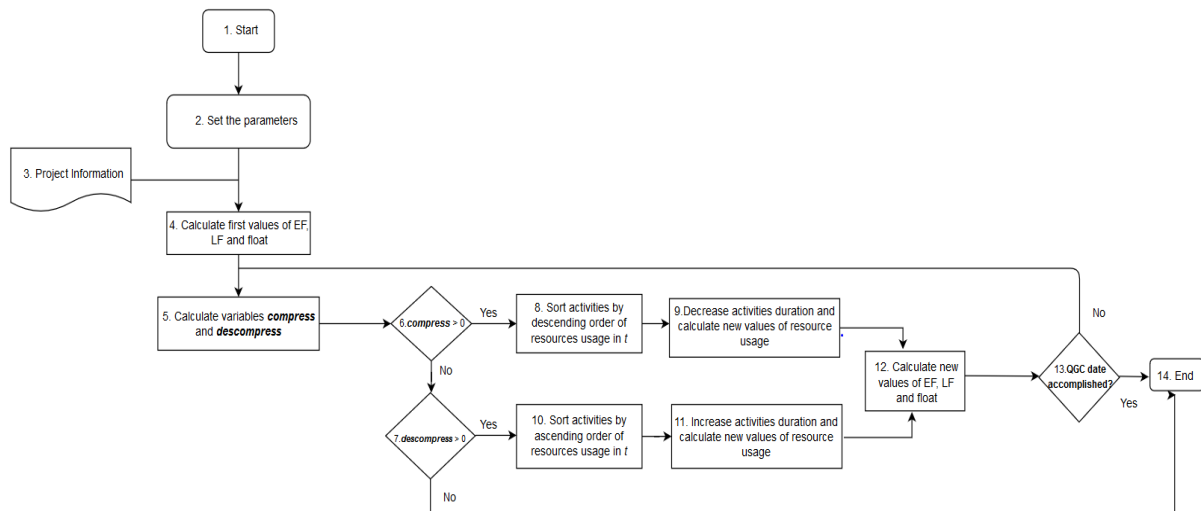 1. Start
2. Set the parameters
3. Project Information
4. Calculate first values of EF,
LF and float
5. Calculate variables compress
and descompress
6.compress > 0
Yes
No
8. Sort activities by
descending order of
resources usage in t
9.Decrease activities duration and
calculate new values of resource
usage
7.descompress > 0
Yes
No
10. Sort activities by
ascending order of
resources usage in t
11. Increase activities duration and
calculate new values of resource
usage
12. Calculate new
values of EF, LF
and float
No
13.QGC date
accomplished?
Yes
14. End